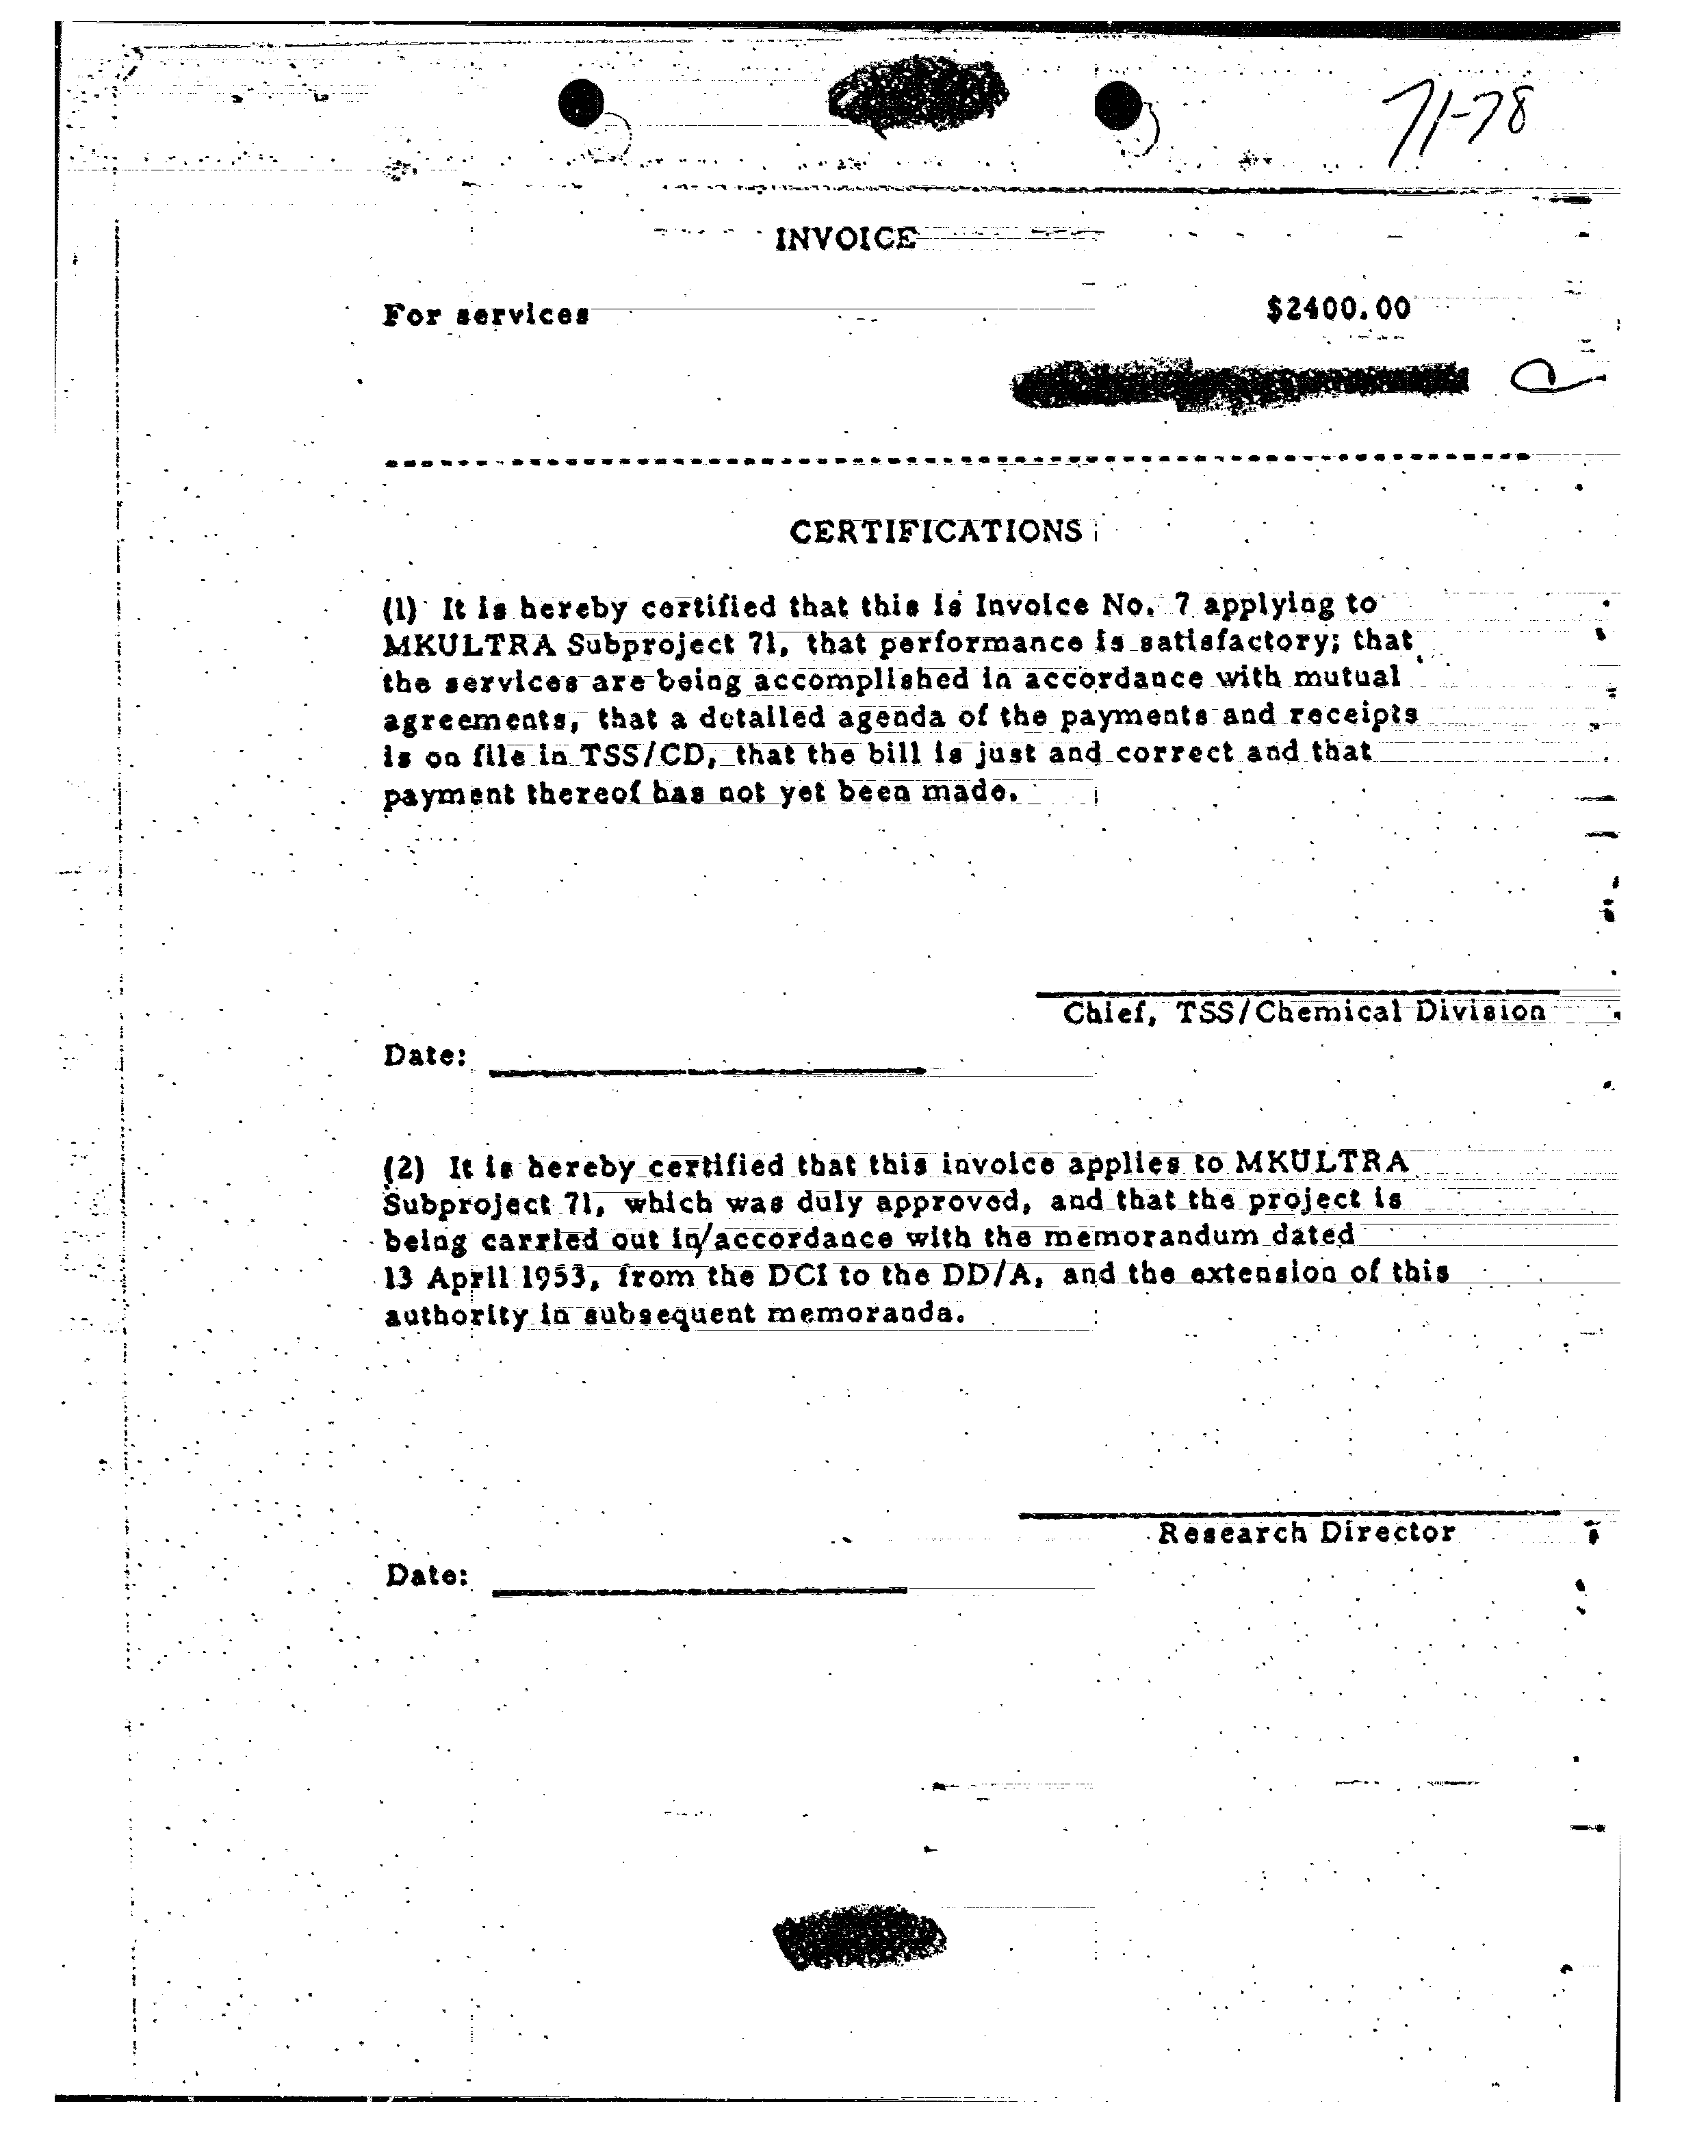 71-78
INVOICE
For services $2400.00
CERTIFICATIONS
(1) It is hereby certified that this is Invoice No. 7 applying to
MKULTRA Subproject 71, that performance is satisfactory; that
the services are being accomplished in accordance with mutual
agreements, that a detailed agenda of the payments and receipts
is on file in TSS/CD, that the bill is just and correct and that
payment thereof has not yet been made.
Chief, TSS/Chemical Division
Date:
(2) It is hereby certified that this invoice applies to MKULTRA
Subproject 71, which was duly approved, and that the project is
being carried out in/accordance with the memorandum dated
13 April 1953, from the DCI to the DD/A, and the extension of this
authority in subsequent memoranda.
Research Director
Date: